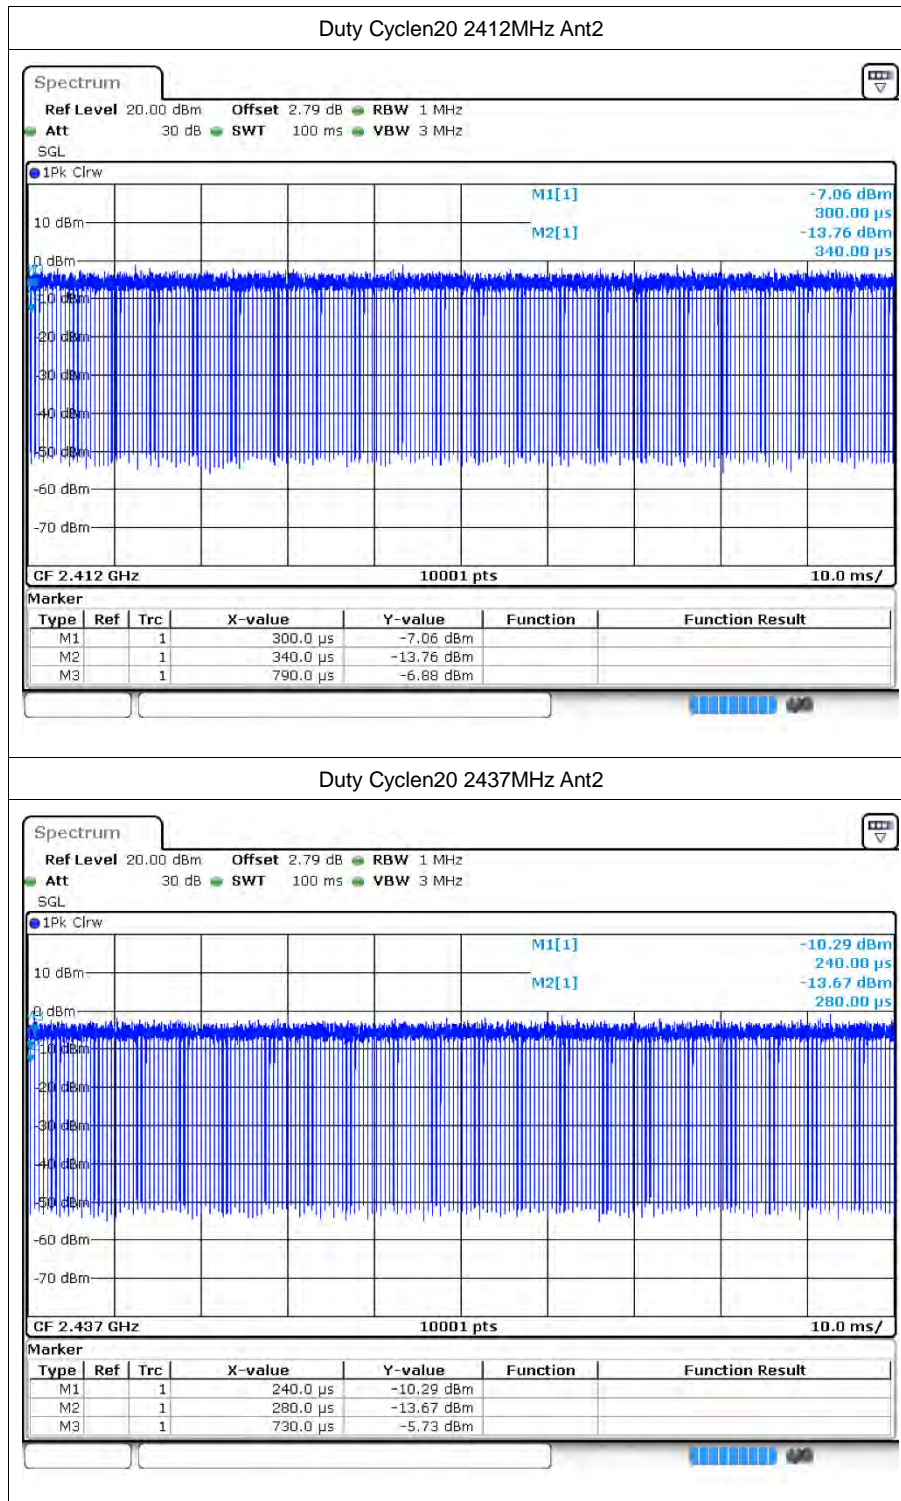 Duty Cyclen20 2412MHz Ant2
Spectrum
Ref Level 20.00 dBm Offset 2.79 dB RBW 1 MHz
Att 30 dB SWT 100 ms VBW 3 MHz
SGL
1Pk Clrw
M1[1] -7.06 dBm
300.00 µs
10 dBm
M2[1] -13.76 dBm
340.00 µs
0 dBm
-10 dBm
-20 dBm
-30 dBm
-40 dBm
-50 dBm
-60 dBm
-70 dBm
CF 2.412 GHz 10001 pts 10.0 ms/
Marker
Type Ref Trc X-value Y-value Function Function Result
M1 1 300.0 µs -7.06 dBm
M2 1 340.0 µs -13.76 dBm
M3 1 790.0 µs -6.88 dBm
Duty Cyclen20 2437MHz Ant2
Spectrum
Ref Level 20.00 dBm Offset 2.79 dB RBW 1 MHz
Att 30 dB SWT 100 ms VBW 3 MHz
SGL
1Pk Clrw
M1[1] -10.29 dBm
240.00 µs
10 dBm
M2[1] -13.67 dBm
280.00 µs
0 dBm
-10 dBm
-20 dBm
-30 dBm
-40 dBm
-50 dBm
-60 dBm
-70 dBm
CF 2.437 GHz 10001 pts 10.0 ms/
Marker
Type Ref Trc X-value Y-value Function Function Result
M1 1 240.0 µs -10.29 dBm
M2 1 280.0 µs -13.67 dBm
M3 1 730.0 µs -5.73 dBm